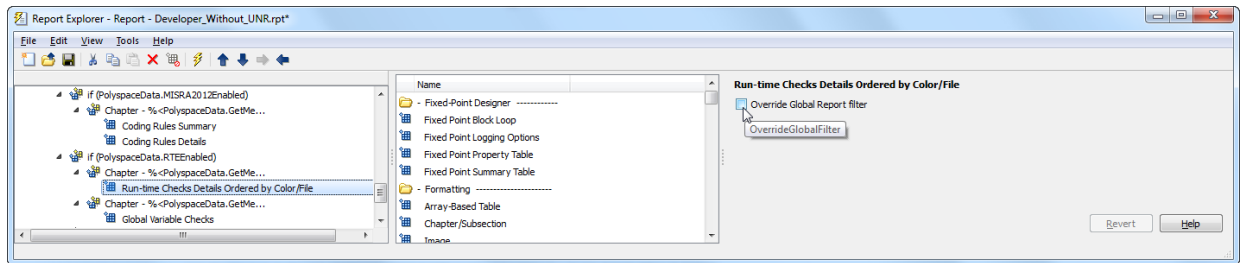 Report Explorer - Report - Developer_Without_UNR.rpt*
File Edit View Tools Help
if (PolyspaceData.MISRA2012Enabled)
Chapter - %<PolyspaceData.GetMe...
Coding Rules Summary
Coding Rules Details
if (PolyspaceData.RTEEnabled)
Chapter - %<PolyspaceData.GetMe...
Run-time Checks Details Ordered by Color/File
Chapter - %<PolyspaceData.GetMe...
Global Variable Checks
Name
- Fixed-Point Designer ------------
Fixed Point Block Loop
Fixed Point Logging Options
Fixed Point Property Table
Fixed Point Summary Table
- Formatting ----------------------
Array-Based Table
Chapter/Subsection
Image
Run-time Checks Details Ordered by Color/File
Override Global Report filter
OverrideGlobalFilter
Revert Help